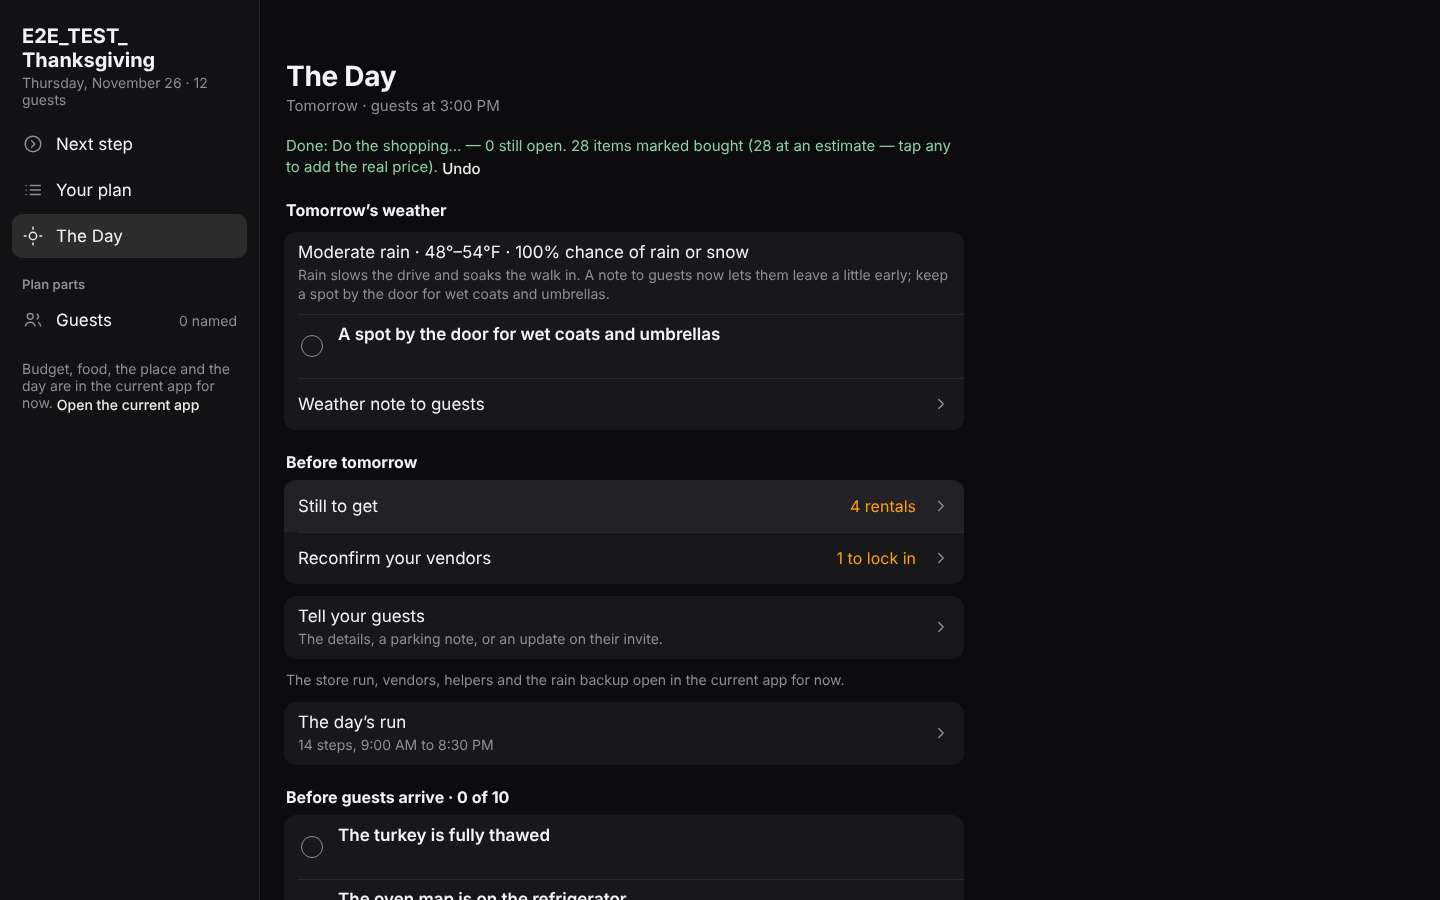 E2E_TEST_
Thanksgiving
Thursday, November 26 · 12
guests
Next step
Your plan
The Day
Plan parts
Guests
0 named
Budget, food, the place and the
day are in the current app for
now. Open the current app
The Day
Tomorrow · guests at 3:00 PM
Done: Do the shopping… — 0 still open. 28 items marked bought (28 at an estimate — tap any
to add the real price). Undo
Tomorrow’s weather
Moderate rain · 48°–54°F · 100% chance of rain or snow
Rain slows the drive and soaks the walk in. A note to guests now lets them leave a little early; keep
a spot by the door for wet coats and umbrellas.
A spot by the door for wet coats and umbrellas
Weather note to guests
Before tomorrow
Still to get
4 rentals
Reconfirm your vendors
1 to lock in
Tell your guests
The details, a parking note, or an update on their invite.
The store run, vendors, helpers and the rain backup open in the current app for now.
The day’s run
14 steps, 9:00 AM to 8:30 PM
Before guests arrive · 0 of 10
The turkey is fully thawed
The oven map is on the refrigerator